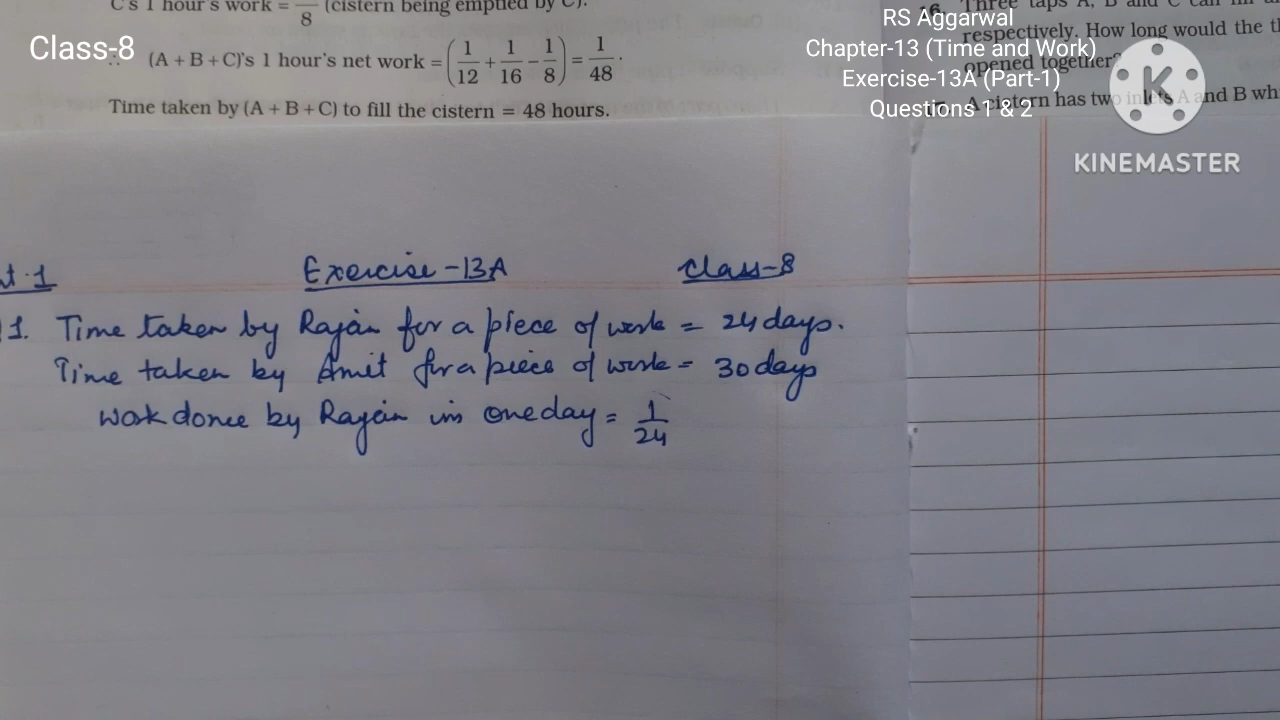 C's 1 hour's work = /8 (cistern being emptied by C).
∴ (A + B + C)'s 1 hour's net work = (1/12 + 1/16 − 1/8) = 1/48.
Time taken by (A + B + C) to fill the cistern = 48 hours.
Class-8
RS Aggarwal
Chapter-13 (Time and Work)
Exercise-13A (Part-1)
Questions 1 & 2
16. Three taps A, B and C can fill
respectively. How long would the
opened together?
A cistern has two inlets A and B
K
KINEMASTER
t.1 Exercise-13A Class-8
1. Time taken by Rajan for a piece of work = 24 days.
Time taken by Amit for a piece of work = 30 days
Work done by Rajan in one day = 1/24